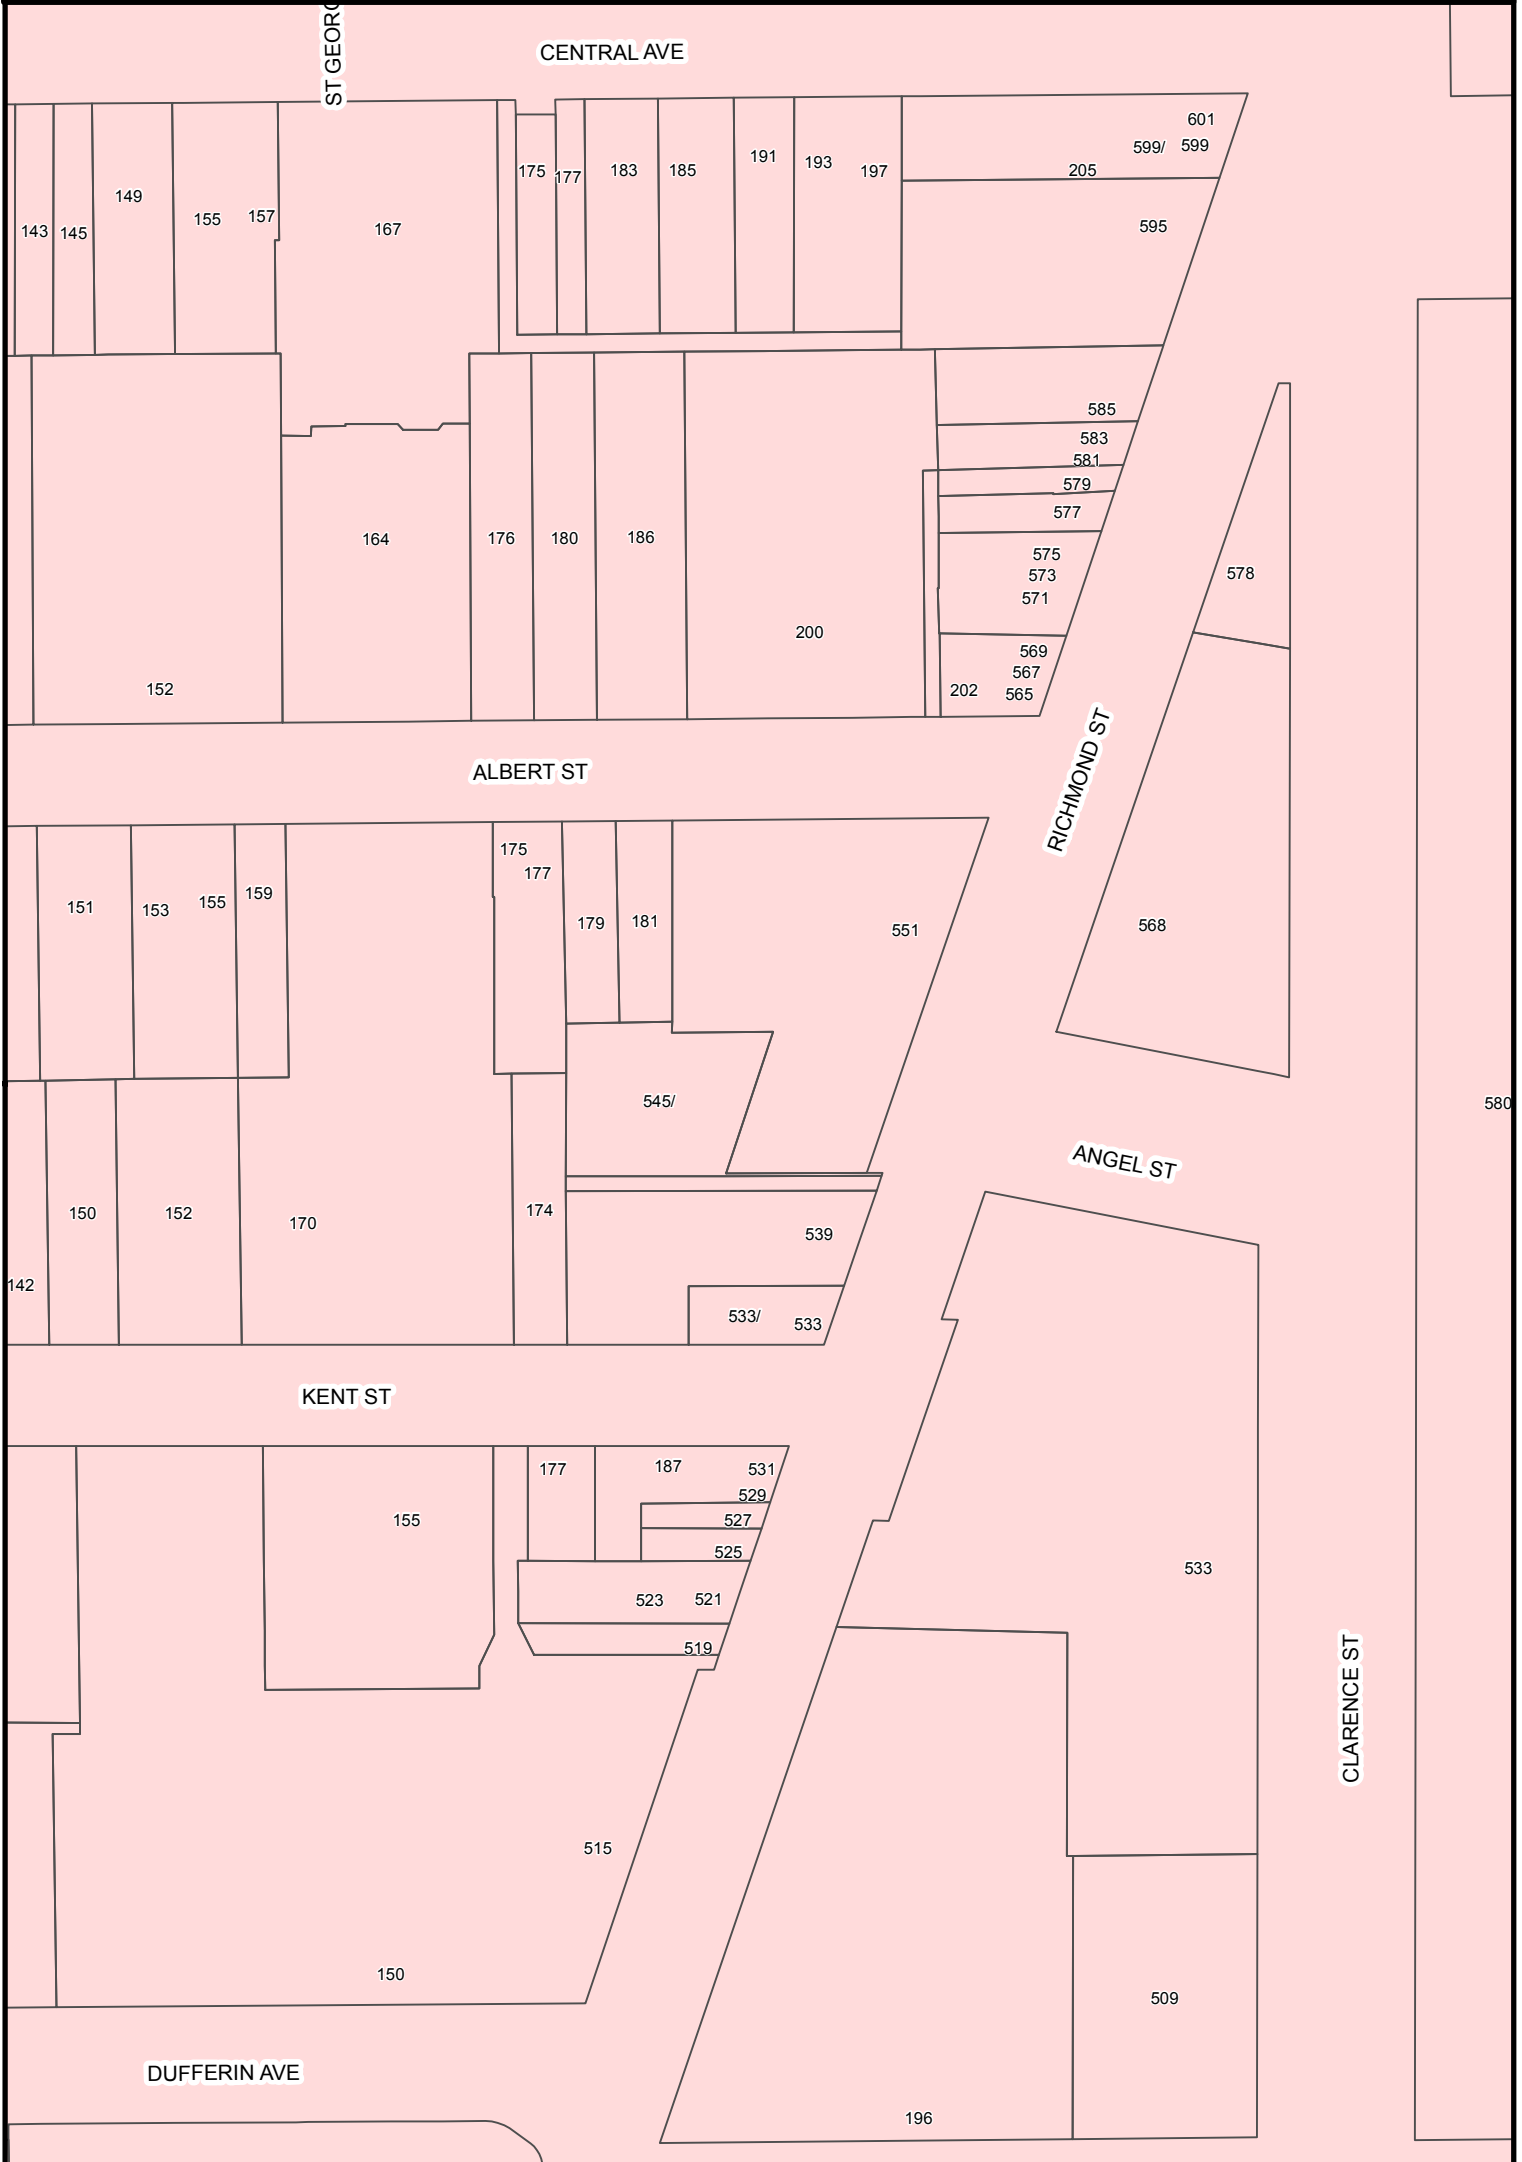 ST GEORG
CENTRAL AVE
601
599/ 599
205
143 145 149 155 157 167 175 177 183 185 191 193 197
595
585
583
581
579
577
575
573
571
578
152 164 176 180 186 200
569
567
202 565
RICHMOND ST
ALBERT ST
151 153 155 159 175 177 179 181 551 568
545/
580
ANGEL ST
150 152 170 174 539
142
533/ 533
KENT ST
177 187 531
529
155 527
525
533
523 521
519
CLARENCE ST
515
150
509
DUFFERIN AVE
196